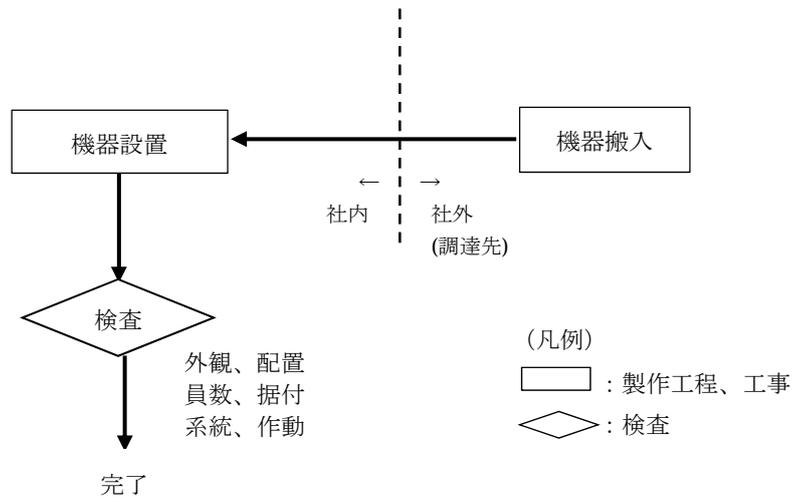 機器設置
機器搬入
← →
社内 社外
(調達先)
検査
外観、配置
員数、据付
系統、作動
完了
（凡例）
：製作工程、工事
：検査